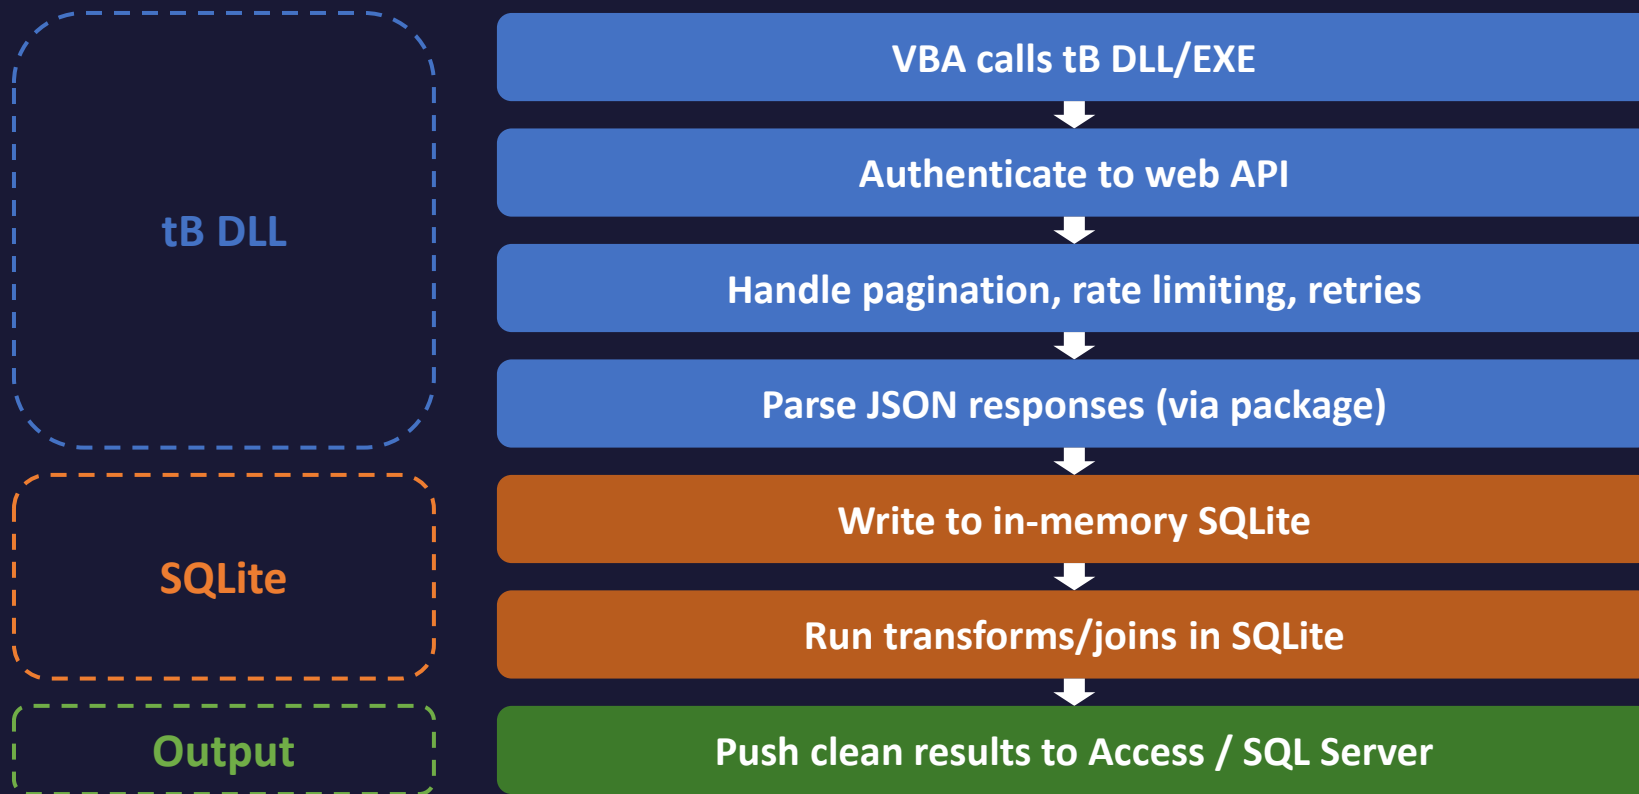 VBA calls tB DLL/EXE
Authenticate to web API
tB DLL
Handle pagination, rate limiting, retries
Parse JSON responses (via package)
SQLite
Write to in-memory SQLite
Run transforms/joins in SQLite
Output
Push clean results to Access / SQL Server